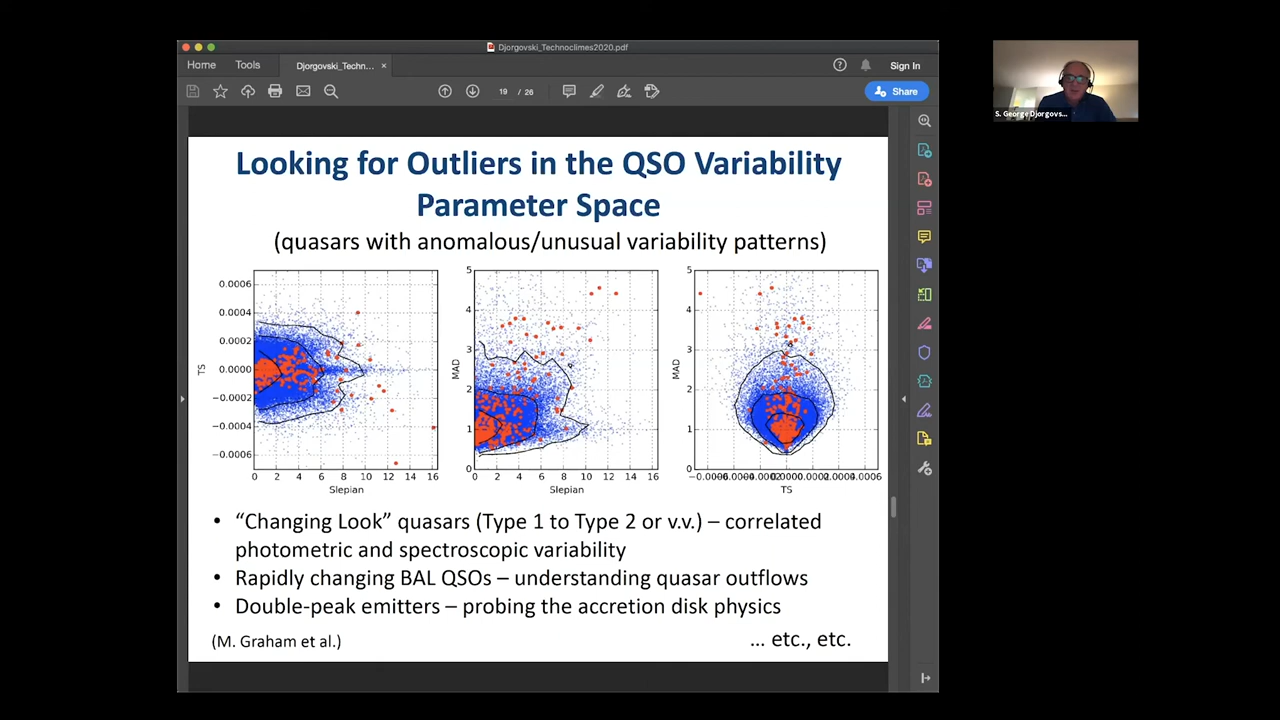 Djorgovski_Technoclimes2020.pdf
Home Tools Djorgovski_Techn... × Sign In
19 / 26 Share
S. George Djorgovs...
Looking for Outliers in the QSO Variability
Parameter Space
(quasars with anomalous/unusual variability patterns)
0.0006
0.0004
0.0002
0.0000
−0.0002
−0.0004
−0.0006
TS
0 2 4 6 8 10 12 14 16
Slepian
5
4
3
2
1
0
MAD
0 2 4 6 8 10 12 14 16
Slepian
5
4
3
2
1
0
MAD
TS
• “Changing Look” quasars (Type 1 to Type 2 or v.v.) – correlated
photometric and spectroscopic variability
• Rapidly changing BAL QSOs – understanding quasar outflows
• Double-peak emitters – probing the accretion disk physics
(M. Graham et al.) ... etc., etc.